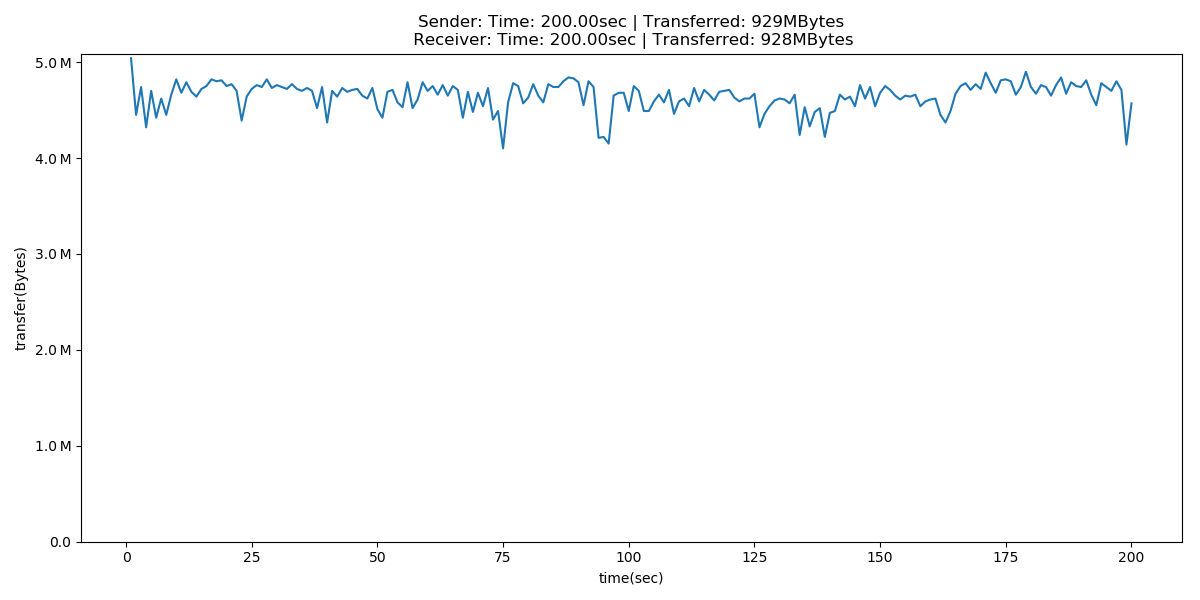 Sender: Time: 200.00sec | Transferred: 929MBytes
Receiver: Time: 200.00sec | Transferred: 928MBytes
5.0 M
4.0 M
3.0 M
2.0 M
1.0 M
0.0
transfer(Bytes)
0 25 50 75 100 125 150 175 200
time(sec)